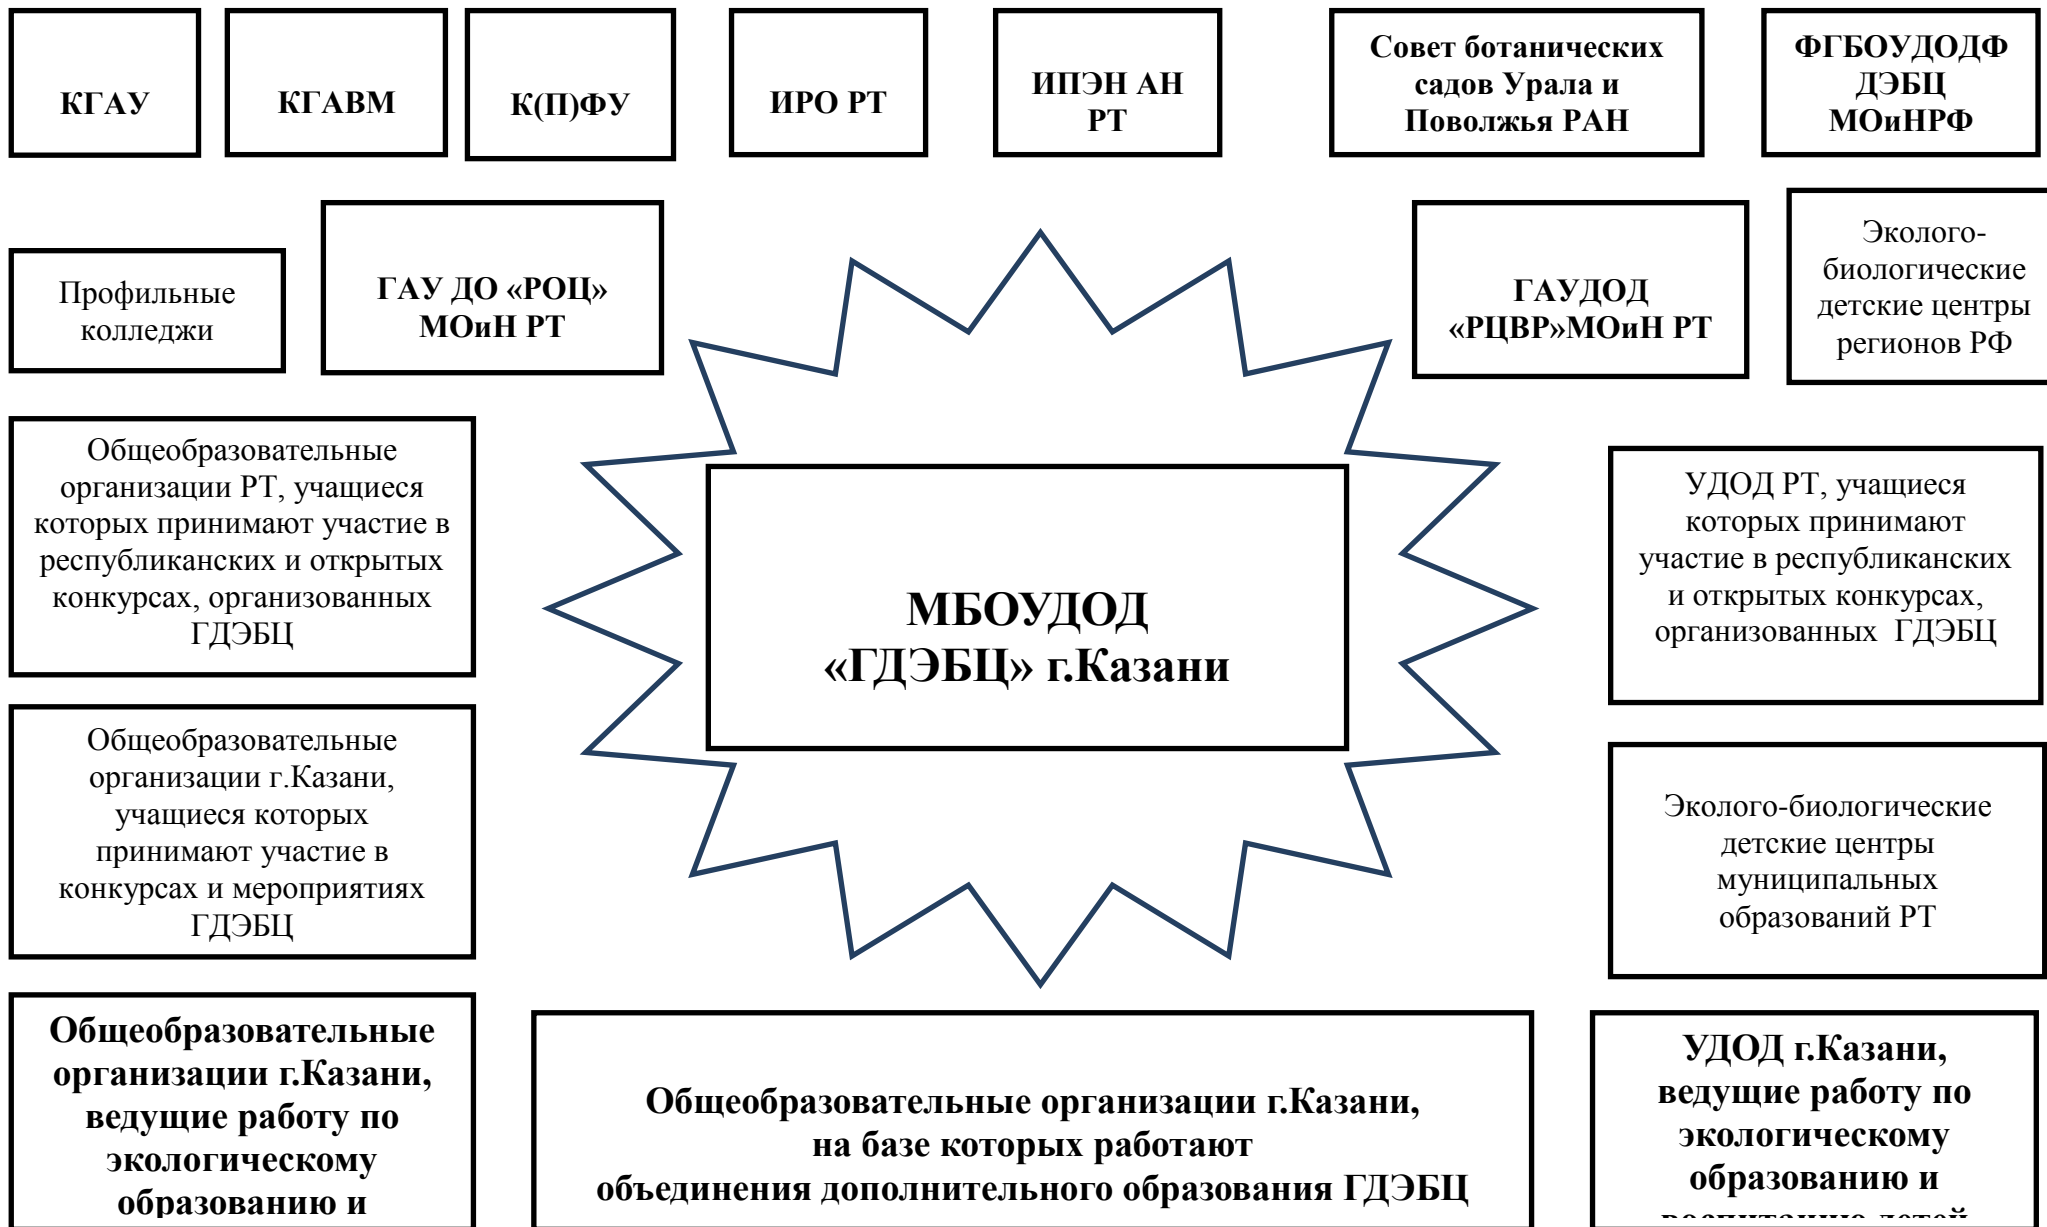 КГАУ
КГАВМ
К(П)ФУ
ИРО РТ
ИПЭН АН
РТ
Совет ботанических
садов Урала и
Поволжья РАН
ФГБОУДОДФ
ДЭБЦ
МОиНРФ
Профильные
колледжи
ГАУ ДО «РОЦ»
МОиН РТ
ГАУДОД
«РЦВР»МОиН РТ
Эколого-
биологические
детские центры
регионов РФ
Общеобразовательные
организации РТ, учащиеся
которых принимают участие в
республиканских и открытых
конкурсах, организованных
ГДЭБЦ
МБОУДОД
«ГДЭБЦ» г.Казани
УДОД РТ, учащиеся
которых принимают
участие в республиканских
и открытых конкурсах,
организованных ГДЭБЦ
Общеобразовательные
организации г.Казани,
учащиеся которых
принимают участие в
конкурсах и мероприятиях
ГДЭБЦ
Эколого-биологические
детские центры
муниципальных
образований РТ
Общеобразовательные
организации г.Казани,
ведущие работу по
экологическому
образованию и
Общеобразовательные организации г.Казани,
на базе которых работают
объединения дополнительного образования ГДЭБЦ
УДОД г.Казани,
ведущие работу по
экологическому
образованию и
воспитанию детей